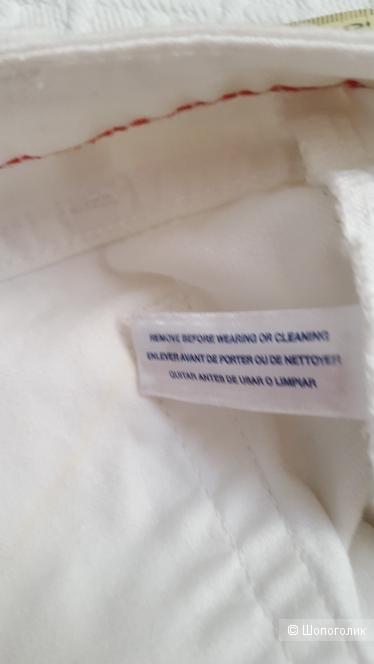 REMOVE BEFORE WEARING OR CLEANING
ENLEVER AVANT DE PORTER OU DE NETTOYER
QUITAR ANTES DE USAR O LIMPIAR
© Шопоголик